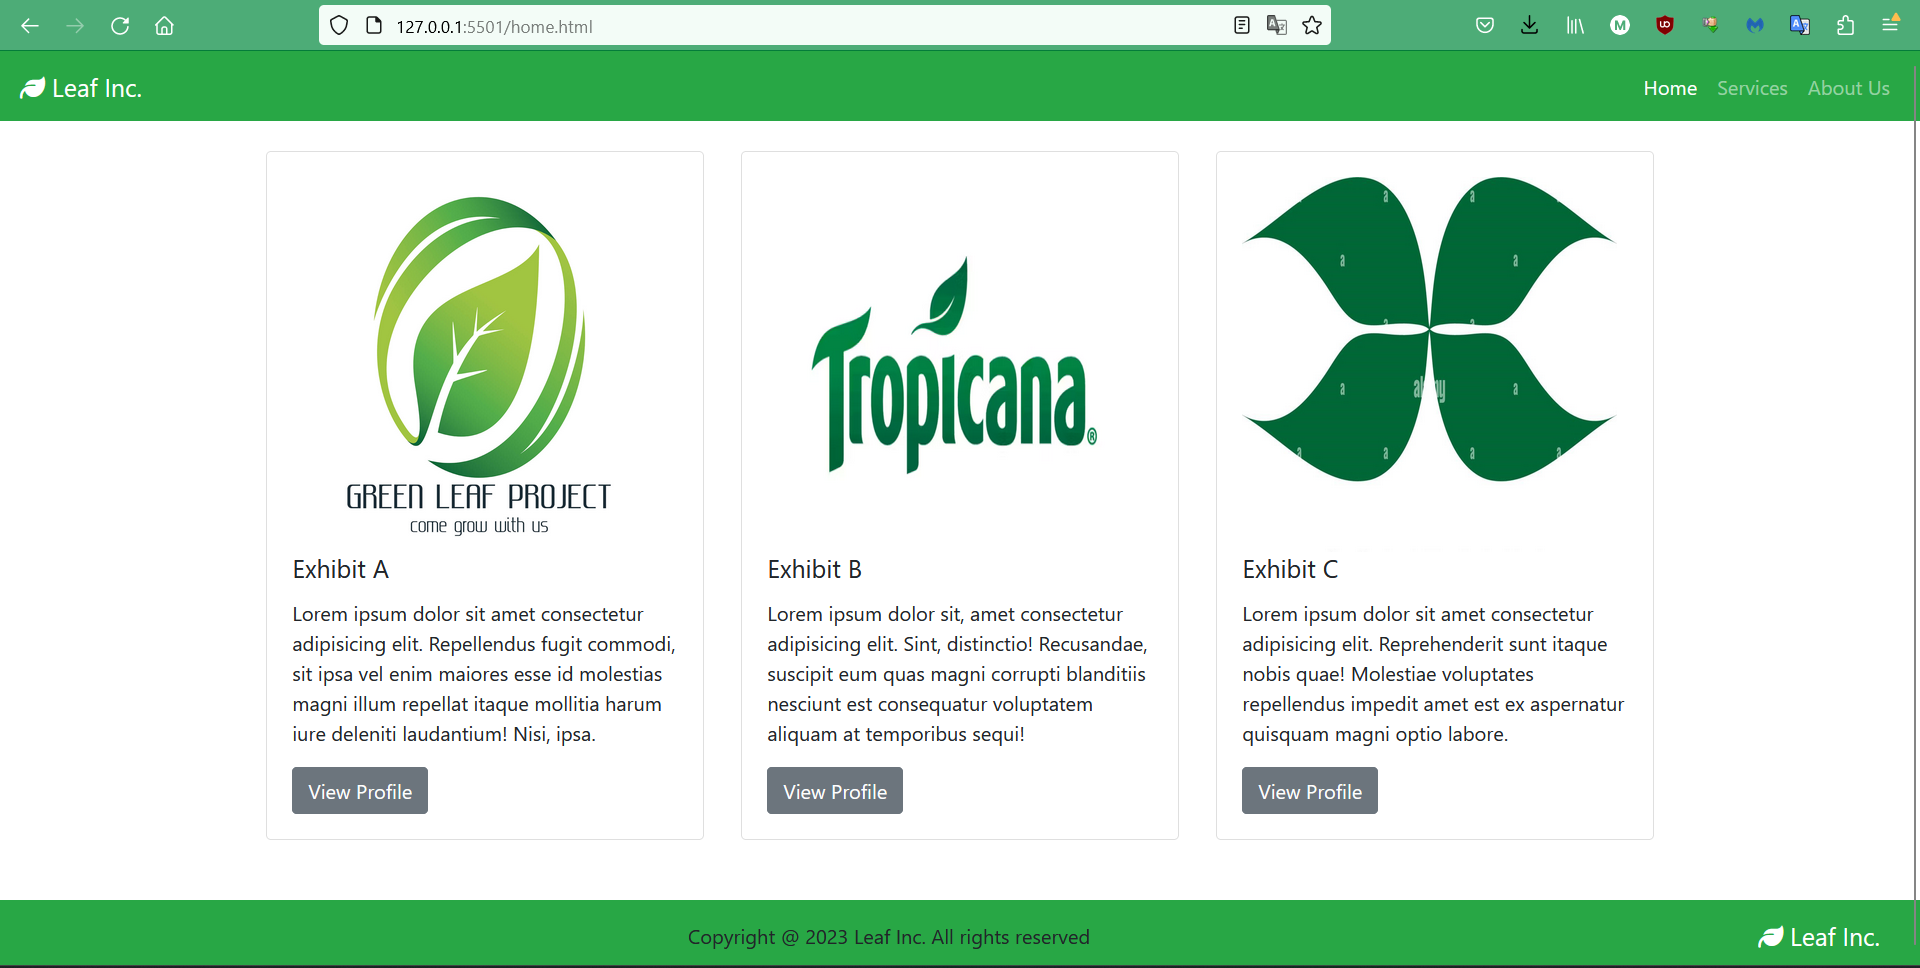 127.0.0.1:5501/home.html
Leaf Inc.
Home Services About Us
GREEN LEAF PROJECT
come grow with us
Tropicana®
a a
a a
a a
a alamy a
a a a a
Exhibit A
Lorem ipsum dolor sit amet consectetur
adipisicing elit. Repellendus fugit commodi,
sit ipsa vel enim maiores esse id molestias
magni illum repellat itaque mollitia harum
iure deleniti laudantium! Nisi, ipsa.
View Profile
Exhibit B
Lorem ipsum dolor sit, amet consectetur
adipisicing elit. Sint, distinctio! Recusandae,
suscipit eum quas magni corrupti blanditiis
nesciunt est consequatur voluptatem
aliquam at temporibus sequi!
View Profile
Exhibit C
Lorem ipsum dolor sit amet consectetur
adipisicing elit. Reprehenderit sunt itaque
nobis quae! Molestiae voluptates
repellendus impedit amet est ex aspernatur
quisquam magni optio labore.
View Profile
Copyright @ 2023 Leaf Inc. All rights reserved
Leaf Inc.